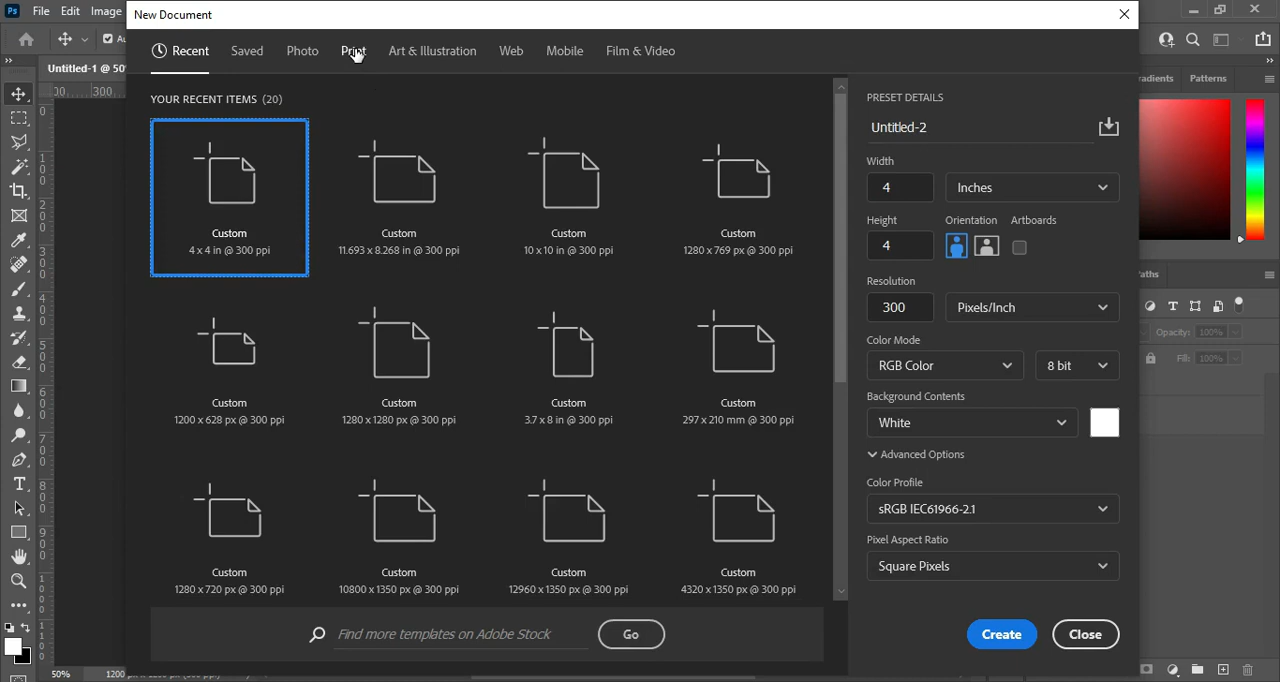 Ps File Edit Image
New Document
Recent Saved Photo Print Art & Illustration Web Mobile Film & Video
Untitled-1 @ 50%
Patterns
YOUR RECENT ITEMS (20)
Custom
4 x 4 in @ 300 ppi
Custom
11.693 x 8.268 in @ 300 ppi
Custom
10 x 10 in @ 300 ppi
Custom
1280 x 769 px @ 300 ppi
Custom
1200 x 628 px @ 300 ppi
Custom
1280 x 1280 px @ 300 ppi
Custom
3.7 x 8 in @ 300 ppi
Custom
297 x 210 mm @ 300 ppi
Custom
1280 x 720 px @ 300 ppi
Custom
10800 x 1350 px @ 300 ppi
Custom
12960 x 1350 px @ 300 ppi
Custom
4320 x 1350 px @ 300 ppi
Find more templates on Adobe Stock Go
PRESET DETAILS
Untitled-2
Width
4 Inches
Height Orientation Artboards
4
Resolution
300 Pixels/Inch
Color Mode
RGB Color 8 bit
Background Contents
White
Advanced Options
Color Profile
sRGB IEC61966-2.1
Pixel Aspect Ratio
Square Pixels
Create Close
Opacity: 100%
Fill: 100%
50%